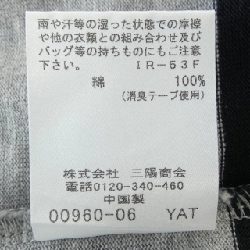 雨や汗等の湿った状態での摩擦
や他の衣類との組み合わせ及び
バッグ等の持ちものにもご注意
下さい。 IR-53F
綿 100%
(消臭テープ使用)
株式会社 三陽商会
電話0120-340-460
中国製
00960-06 YAT